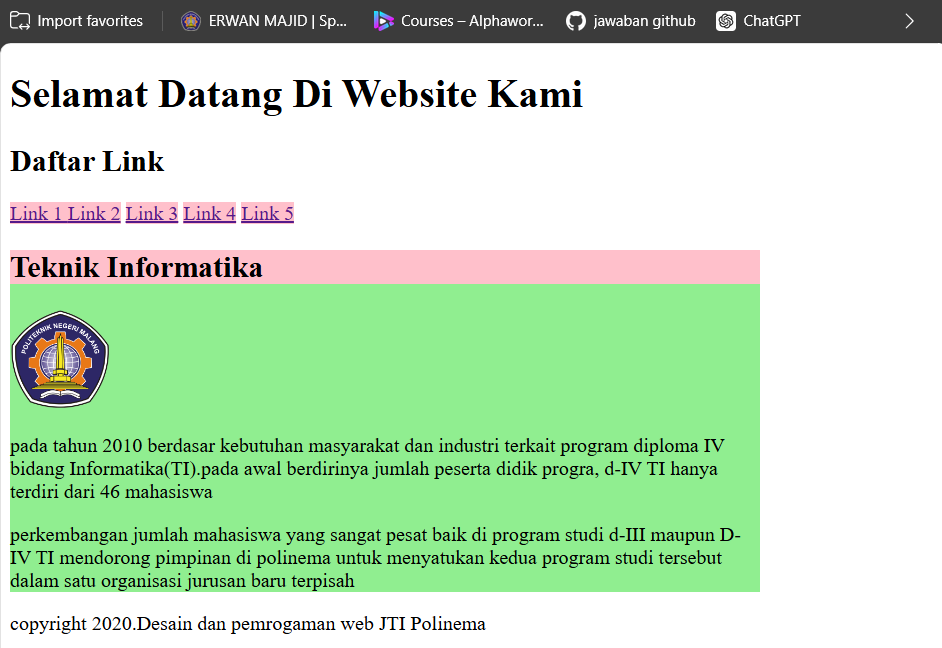 Import favorites
ERWAN MAJID | Sp...
Courses – Alphawor...
jawaban github
ChatGPT
Selamat Datang Di Website Kami
Daftar Link
Link 1 Link 2 Link 3 Link 4 Link 5
Teknik Informatika
POLITEKNIK NEGERI MALANG
pada tahun 2010 berdasar kebutuhan masyarakat dan industri terkait program diploma IV
bidang Informatika(TI).pada awal berdirinya jumlah peserta didik progra, d-IV TI hanya
terdiri dari 46 mahasiswa
perkembangan jumlah mahasiswa yang sangat pesat baik di program studi d-III maupun D-
IV TI mendorong pimpinan di polinema untuk menyatukan kedua program studi tersebut
dalam satu organisasi jurusan baru terpisah
copyright 2020.Desain dan pemrogaman web JTI Polinema